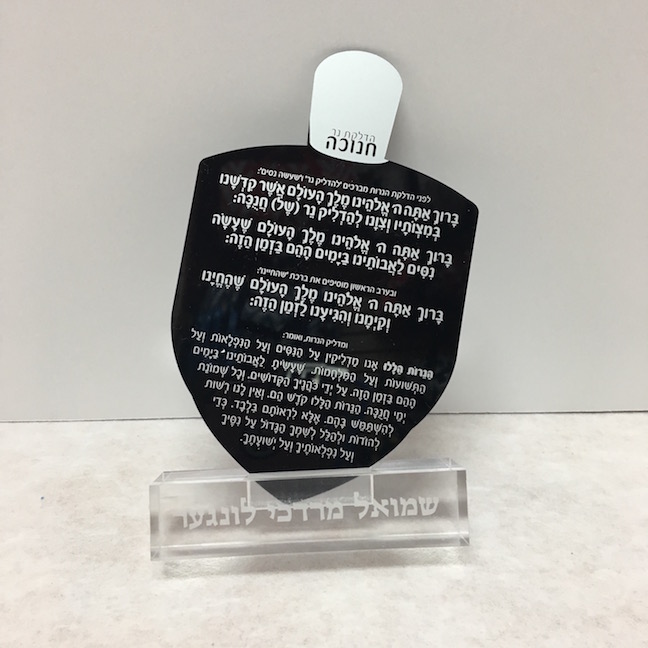 הדלקת נר
חנוכה
לפני הדלקת הנרות מברכים 'להדליק נר' ו'שעשה נסים':
בָּרוּךְ אַתָּה ה' אֱלֹהֵינוּ מֶלֶךְ הָעוֹלָם אֲשֶׁר קִדְּשָׁנוּ
בְּמִצְוֹתָיו וְצִוָּנוּ לְהַדְלִיק נֵר (שֶׁל) חֲנֻכָּה:
בָּרוּךְ אַתָּה ה' אֱלֹהֵינוּ מֶלֶךְ הָעוֹלָם שֶׁעָשָׂה
נִסִּים לַאֲבוֹתֵינוּ בַּיָּמִים הָהֵם בַּזְּמַן הַזֶּה:
ובערב הראשון מוסיפים את ברכת 'שהחיינו':
בָּרוּךְ אַתָּה ה' אֱלֹהֵינוּ מֶלֶךְ הָעוֹלָם שֶׁהֶחֱיָנוּ
וְקִיְּמָנוּ וְהִגִּיעָנוּ לַזְּמַן הַזֶּה:
ומדליק הנרות, ואומר:
הַנֵּרוֹת הַלָּלוּ אָנוּ מַדְלִיקִין עַל הַנִּסִּים וְעַל הַנִּפְלָאוֹת וְעַל
הַתְּשׁוּעוֹת וְעַל הַמִּלְחָמוֹת, שֶׁעָשִׂיתָ לַאֲבוֹתֵינוּ בַּיָּמִים
הָהֵם בַּזְּמַן הַזֶּה, עַל יְדֵי כֹּהֲנֶיךָ הַקְּדוֹשִׁים. וְכָל שְׁמוֹנַת
יְמֵי חֲנֻכָּה, הַנֵּרוֹת הַלָּלוּ קֹדֶשׁ הֵם, וְאֵין לָנוּ רְשׁוּת
לְהִשְׁתַּמֵּשׁ בָּהֶם, אֶלָּא לִרְאוֹתָם בִּלְבָד, כְּדֵי
לְהוֹדוֹת וּלְהַלֵּל לְשִׁמְךָ הַגָּדוֹל עַל נִסֶּיךָ
וְעַל נִפְלְאוֹתֶיךָ וְעַל יְשׁוּעָתֶךָ.
שמואל מרדכי לונגער